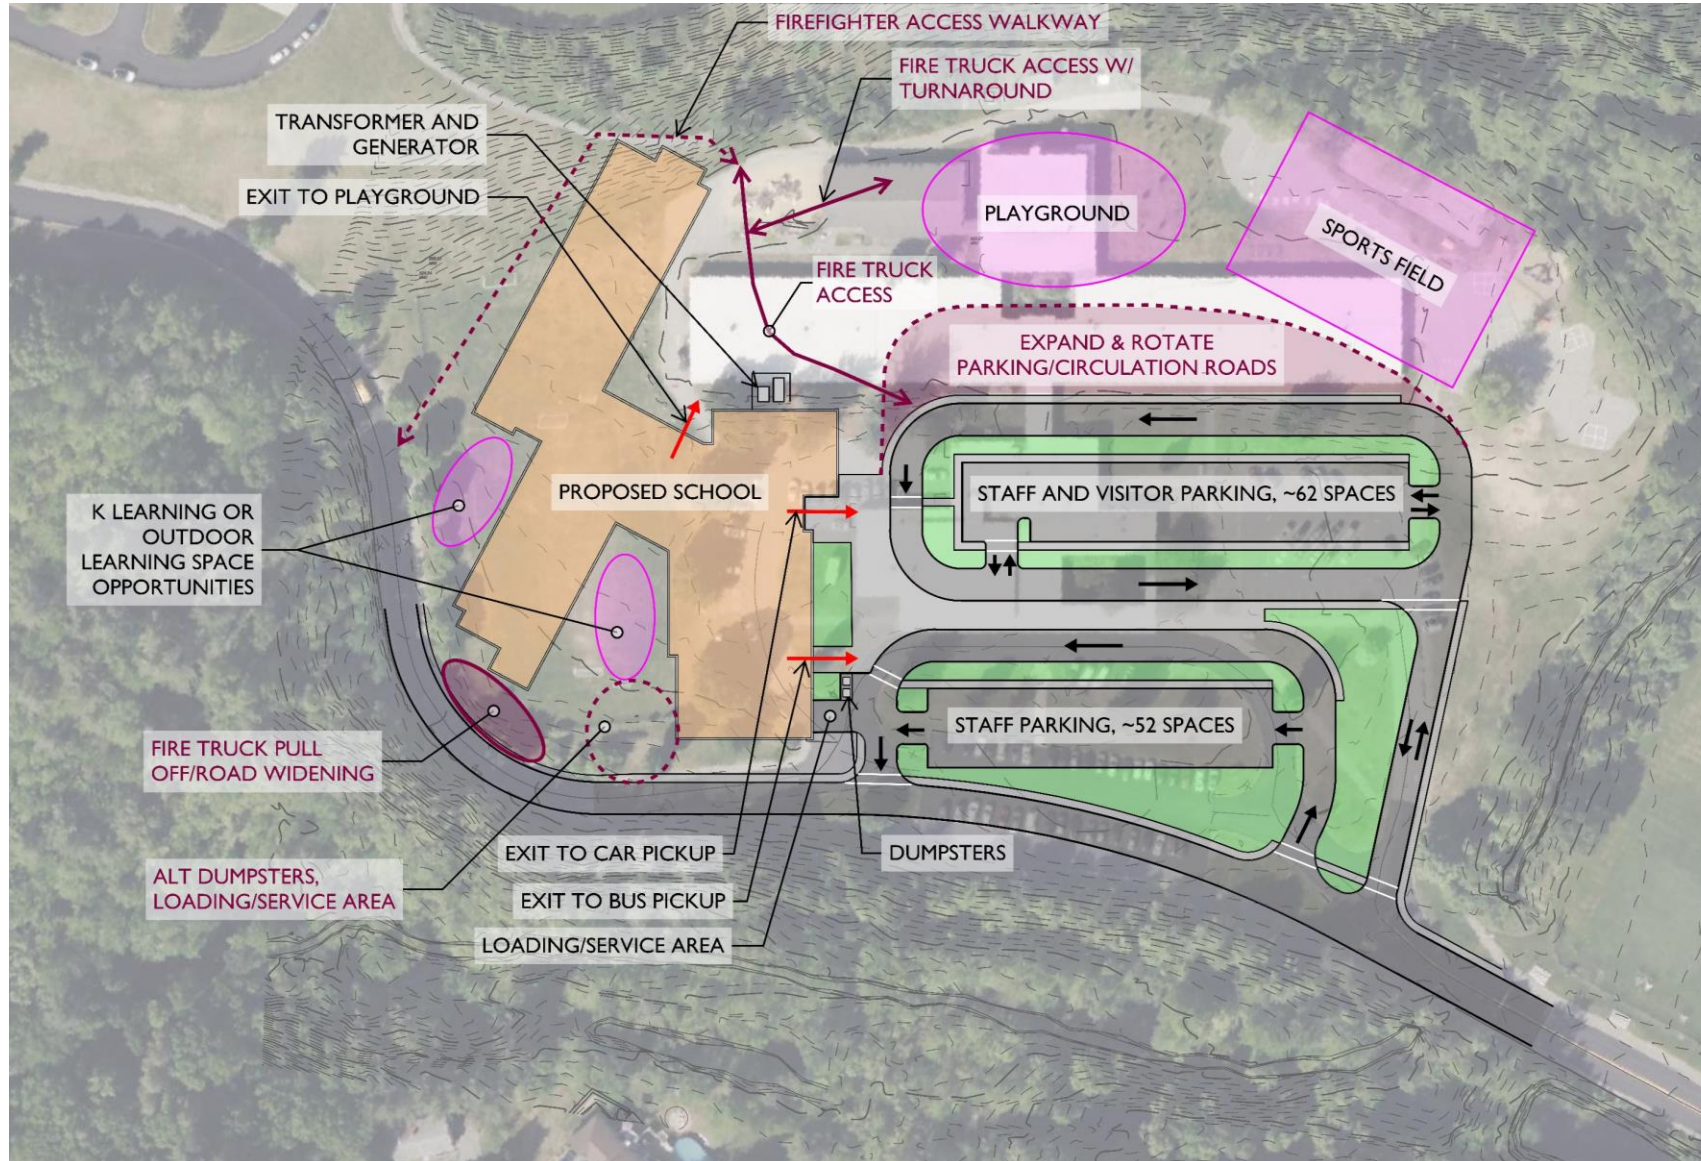 FIREFIGHTER ACCESS WALKWAY
FIRE TRUCK ACCESS W/
TURNAROUND
TRANSFORMER AND
GENERATOR
EXIT TO PLAYGROUND
PLAYGROUND
SPORTS FIELD
FIRE TRUCK
ACCESS
EXPAND & ROTATE
PARKING/CIRCULATION ROADS
PROPOSED SCHOOL
STAFF AND VISITOR PARKING, ~62 SPACES
K LEARNING OR
OUTDOOR
LEARNING SPACE
OPPORTUNITIES
STAFF PARKING, ~52 SPACES
FIRE TRUCK PULL
OFF/ROAD WIDENING
EXIT TO CAR PICKUP
DUMPSTERS
ALT DUMPSTERS,
LOADING/SERVICE AREA
EXIT TO BUS PICKUP
LOADING/SERVICE AREA